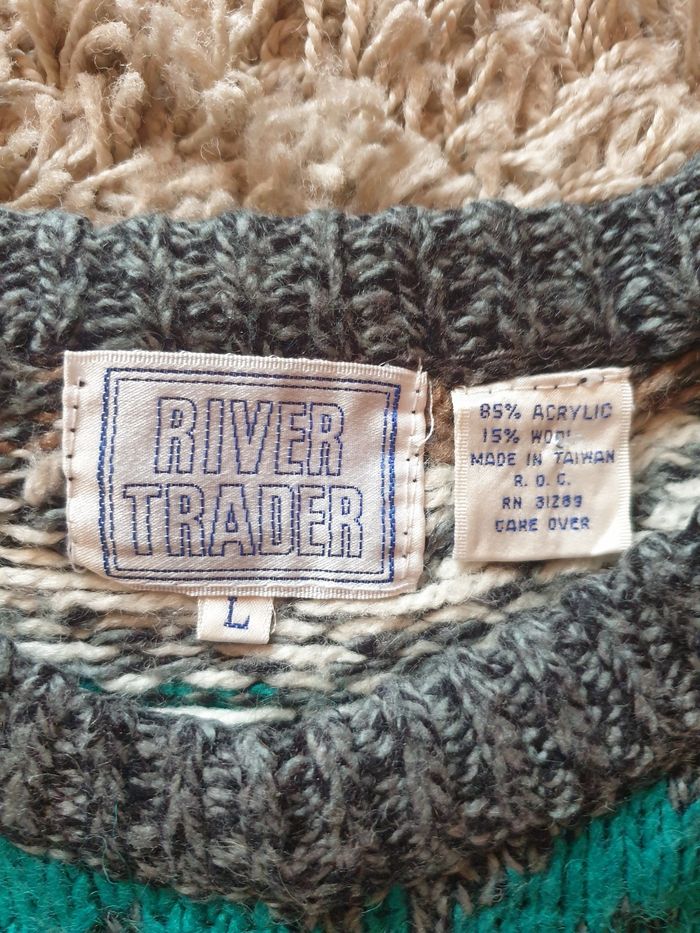 RIVER
TRADER
L
85% ACRYLIC
15% WOOL
MADE IN TAIWAN
R. O. C.
RN 31289
CARE OVER